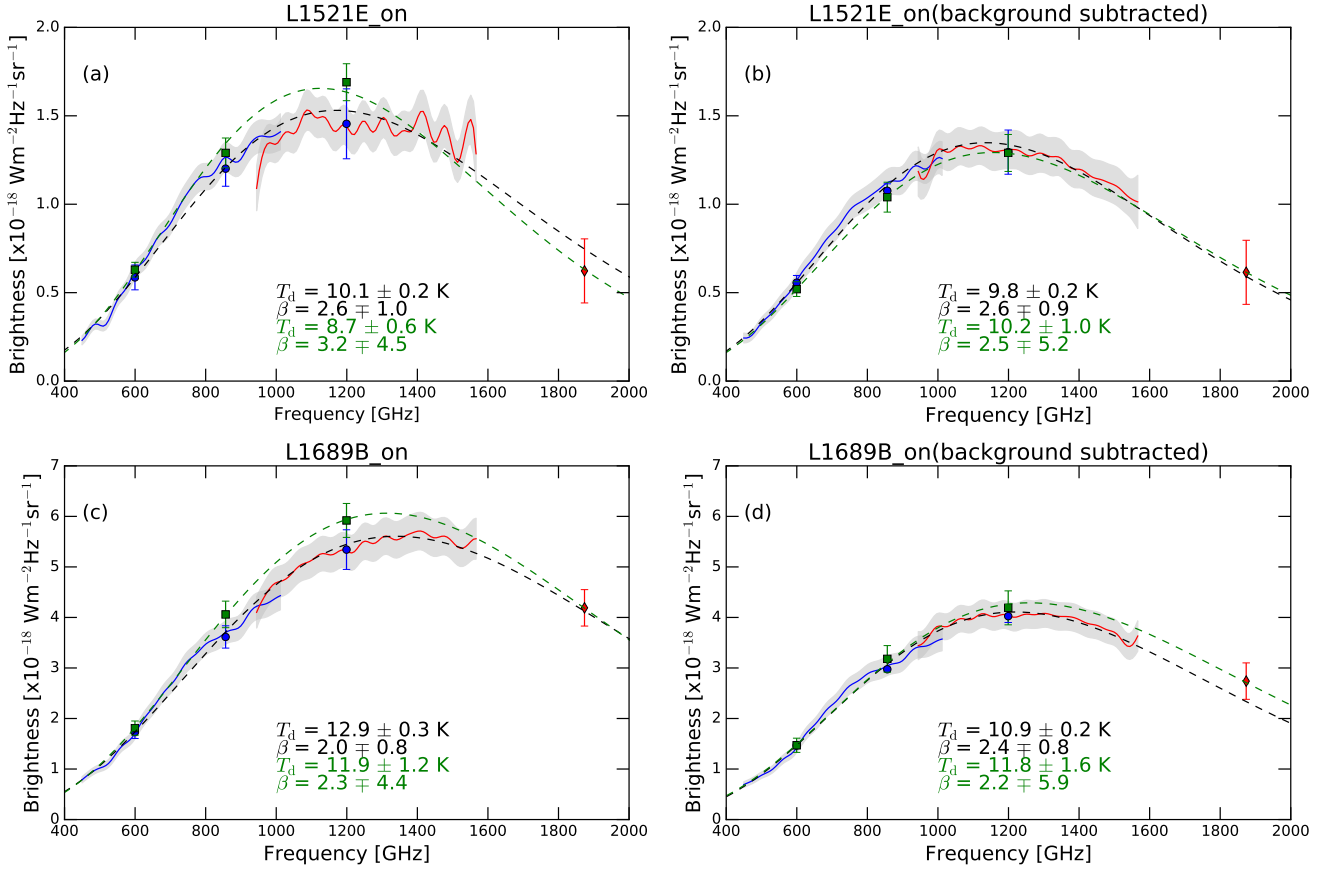 L1521E_on
Brightness [x10⁻¹⁸ Wm⁻²Hz⁻¹sr⁻¹]
2.0
1.5
1.0
0.5
0.0
(a)
T_d = 10.1 ± 0.2 K
β = 2.6 ∓ 1.0
T_d = 8.7 ± 0.6 K
β = 3.2 ∓ 4.5
400 600 800 1000 1200 1400 1600 1800 2000
Frequency [GHz]
L1521E_on(background subtracted)
Brightness [x10⁻¹⁸ Wm⁻²Hz⁻¹sr⁻¹]
2.0
1.5
1.0
0.5
0.0
(b)
T_d = 9.8 ± 0.2 K
β = 2.6 ∓ 0.9
T_d = 10.2 ± 1.0 K
β = 2.5 ∓ 5.2
400 600 800 1000 1200 1400 1600 1800 2000
Frequency [GHz]
L1689B_on
Brightness [x10⁻¹⁸ Wm⁻²Hz⁻¹sr⁻¹]
7
6
5
4
3
2
1
0
(c)
T_d = 12.9 ± 0.3 K
β = 2.0 ∓ 0.8
T_d = 11.9 ± 1.2 K
β = 2.3 ∓ 4.4
400 600 800 1000 1200 1400 1600 1800 2000
Frequency [GHz]
L1689B_on(background subtracted)
Brightness [x10⁻¹⁸ Wm⁻²Hz⁻¹sr⁻¹]
7
6
5
4
3
2
1
0
(d)
T_d = 10.9 ± 0.2 K
β = 2.4 ∓ 0.8
T_d = 11.8 ± 1.6 K
β = 2.2 ∓ 5.9
400 600 800 1000 1200 1400 1600 1800 2000
Frequency [GHz]